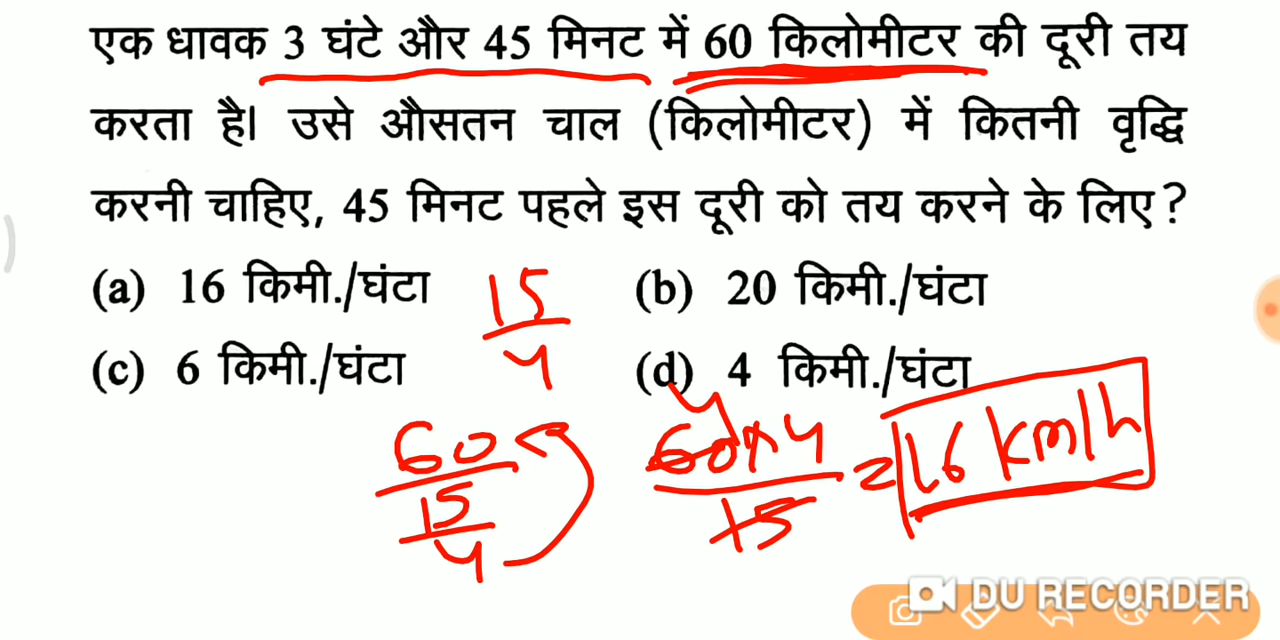 एक धावक 3 घंटे और 45 मिनट में 60 किलोमीटर की दूरी तय
करता है। उसे औसतन चाल (किलोमीटर) में कितनी वृद्धि
करनी चाहिए, 45 मिनट पहले इस दूरी को तय करने के लिए?
(a) 16 किमी./घंटा (b) 20 किमी./घंटा
(c) 6 किमी./घंटा (d) 4 किमी./घंटा
15
4
60
15
4
4
60 × 4
15
= 16 km/h
DU RECORDER